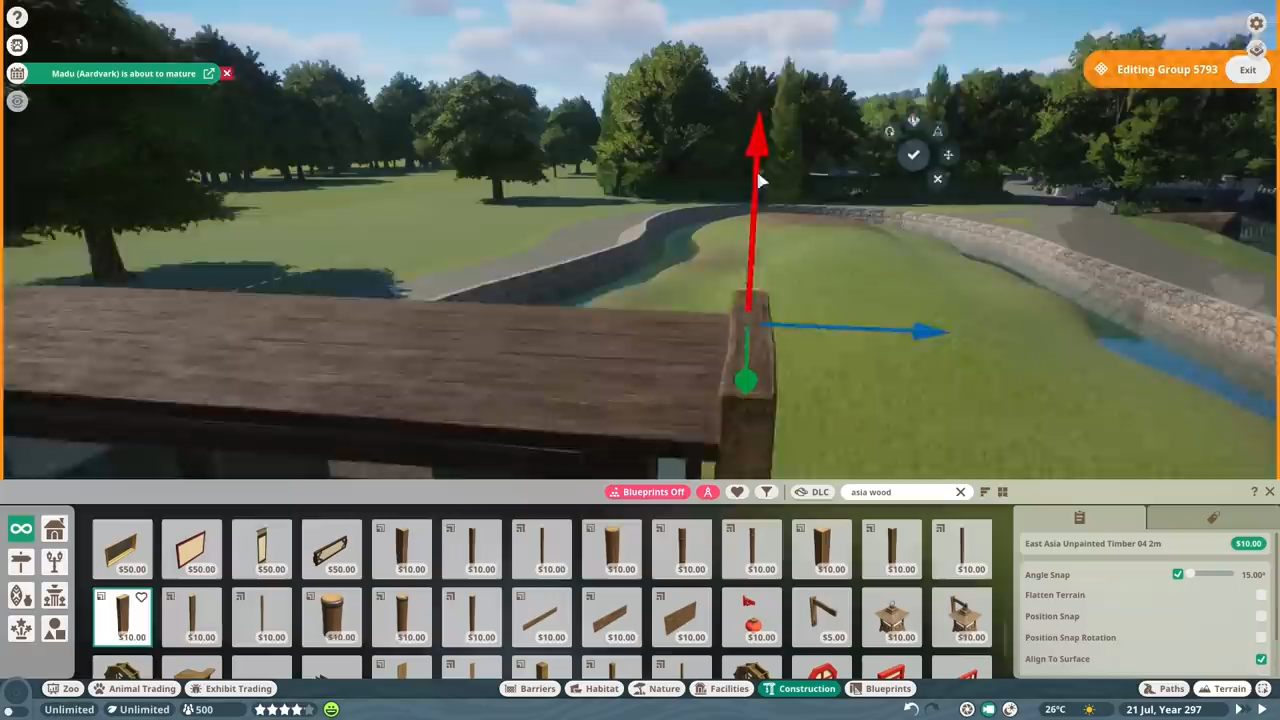 ?
Madu (Aardvark) is about to mature
Editing Group 5793
Exit
Blueprints Off
DLC
asia wood
?
$50.00 $50.00 $50.00 $50.00 $10.00 $10.00 $10.00 $10.00 $10.00 $10.00 $10.00 $10.00 $10.00
$10.00 $10.00 $10.00 $10.00 $10.00 $10.00 $10.00 $10.00 $10.00 $10.00 $5.00 $10.00 $10.00
East Asia Unpainted Timber 04 2m $10.00
Angle Snap 15.00°
Flatten Terrain
Position Snap
Position Snap Rotation
Align To Surface
Zoo Animal Trading Exhibit Trading Barriers Habitat Nature Facilities Construction Blueprints Paths Terrain
Unlimited Unlimited 500 26°C 21 Jul, Year 297